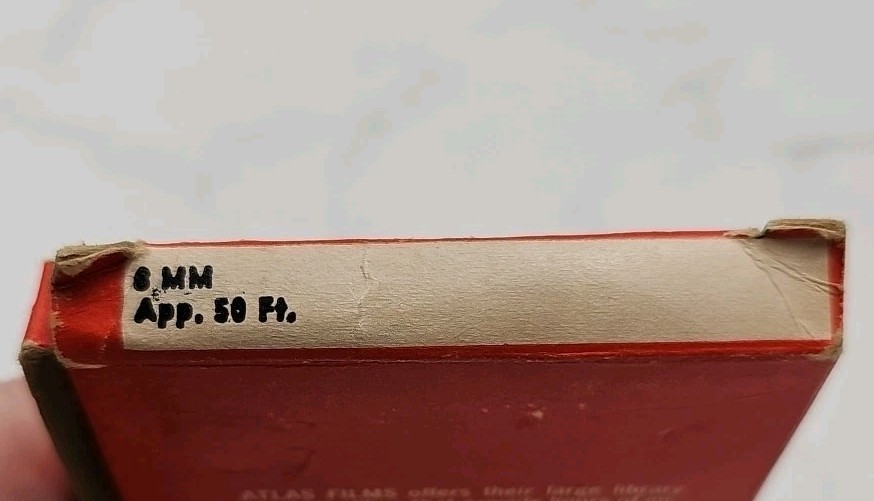 8 MM
App. 50 Ft.
ATLAS FILMS offers their large library